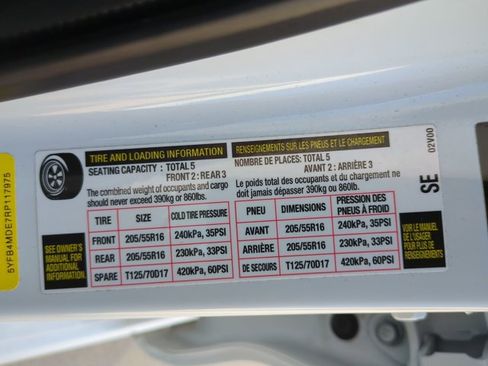 5YFB4MDE7RP117975
TIRE AND LOADING INFORMATION
SEATING CAPACITY : TOTAL 5
FRONT 2 : REAR 3
The combined weight of occupants and cargo
should never exceed 390kg or 860lbs.
SEE OWNER'S
MANUAL FOR
ADDITIONAL
INFORMATION
TIRE SIZE COLD TIRE PRESSURE
FRONT 205/55R16 240kPa, 35PSI
REAR 205/55R16 230kPa, 33PSI
SPARE T125/70D17 420kPa, 60PSI
RENSEIGNEMENTS SUR LES PNEUS ET LE CHARGEMENT
NOMBRE DE PLACES: TOTAL 5
AVANT 2 : ARRIÈRE 3
Le poids total des occupants et du chargement ne
doit jamais dépasser 390kg ou 860lb.
PNEU DIMENSIONS PRESSION DES
PNEUS À FROID
AVANT 205/55R16 240kPa, 35PSI
ARRIÈRE 205/55R16 230kPa, 33PSI
DE SECOURS T125/70D17 420kPa, 60PSI
VOIR LE MANUEL
DE L'USAGER
POUR PLUS DE
RENSEIGNEMENTS
SE
02V00